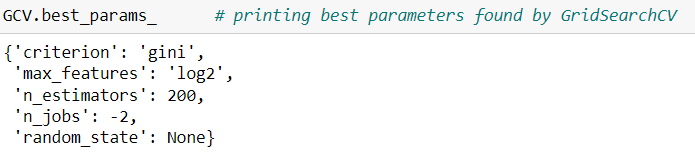 GCV.best_params_      # printing best parameters found by GridSearchCV
{'criterion': 'gini',
 'max_features': 'log2',
 'n_estimators': 200,
 'n_jobs': -2,
 'random_state': None}